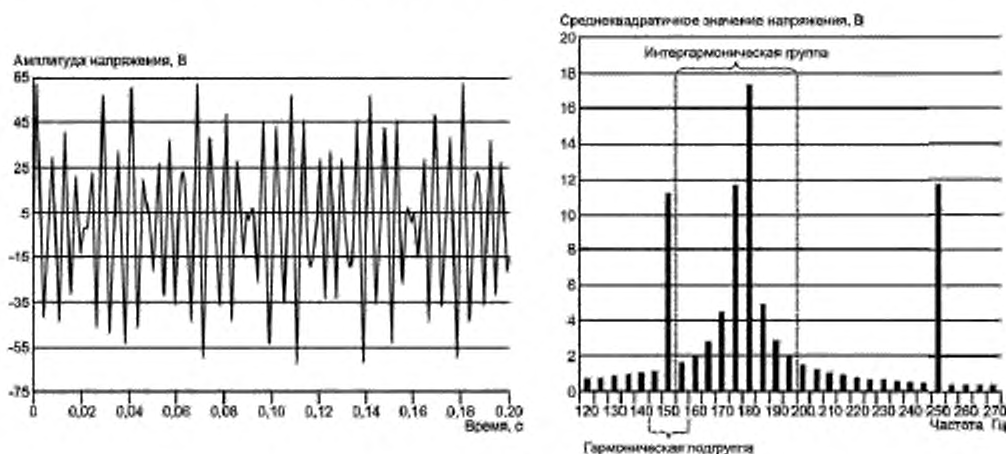 Амплитуда напряжения, В
65
45
25
5
-15
-35
-55
-75
0 0,02 0,04 0,06 0,08 0,10 0,12 0,14 0,16 0,18 0,20
Время, с
Среднеквадратичное значение напряжения, В
Интергармоническая группа
20
18
16
14
12
10
8
6
4
2
0
120 130 140 150 160 170 180 190 200 210 220 230 240 250 260 270
Частота Гц
Гармоническая подгруппа